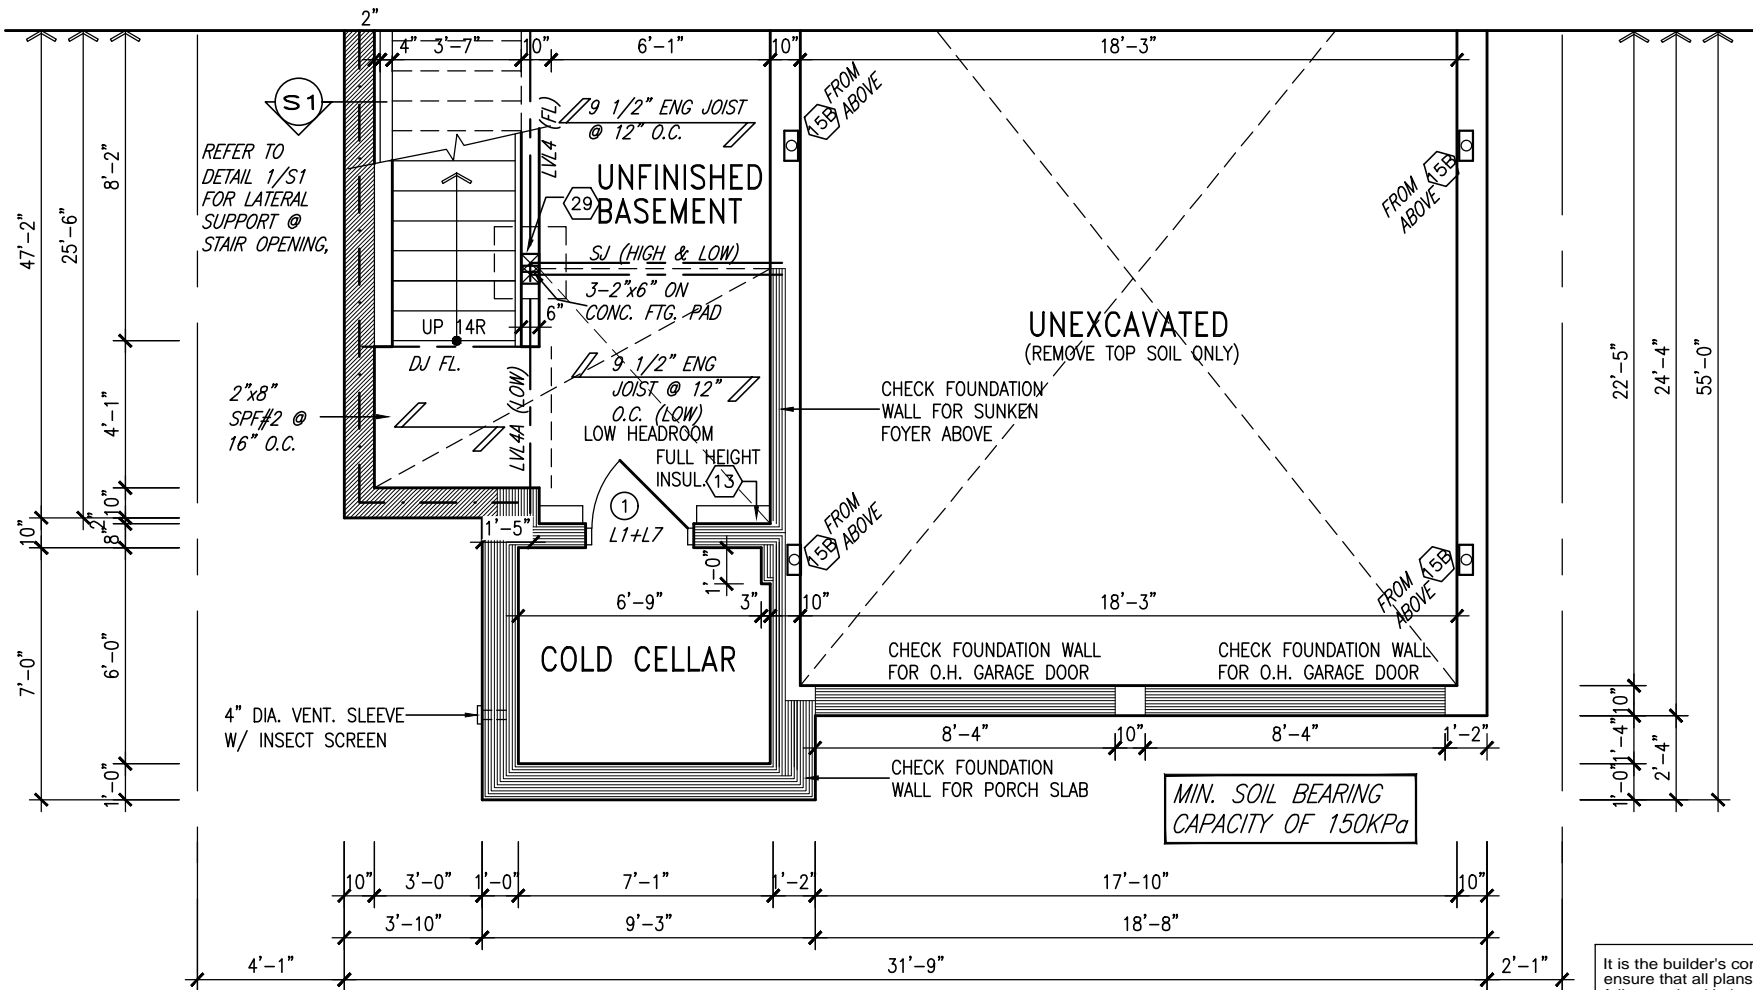 2"
4" 3'-7" 10" 6'-1" 10" 18'-3"
S1
REFER TO
DETAIL 1/S1
FOR LATERAL
SUPPORT @
STAIR OPENING,
9 1/2" ENG JOIST
@ 12" O.C.
LVL4 (FL)
UNFINISHED
BASEMENT
29
SJ (HIGH & LOW)
3-2"x6" ON
CONC. FTG. PAD
6"
UP 14R
DJ FL.
2"x8"
SPF#2 @
16" O.C.
LVL4A (LOW)
9 1/2" ENG
JOIST @ 12"
O.C. (LOW)
LOW HEADROOM
FULL HEIGHT
INSUL.
13
1
L1+L7
1'-5"
1'-0"
15B
FROM
ABOVE
15B
FROM
ABOVE
UNEXCAVATED
(REMOVE TOP SOIL ONLY)
CHECK FOUNDATION
WALL FOR SUNKEN
FOYER ABOVE
15B
FROM
ABOVE
15B
FROM
ABOVE
6'-9" 3" 10" 18'-3"
COLD CELLAR
CHECK FOUNDATION WALL
FOR O.H. GARAGE DOOR
CHECK FOUNDATION WALL
FOR O.H. GARAGE DOOR
4" DIA. VENT. SLEEVE
W/ INSECT SCREEN
8'-4" 10" 8'-4" 1'-2"
CHECK FOUNDATION
WALL FOR PORCH SLAB
MIN. SOIL BEARING
CAPACITY OF 150KPa
47'-2"
10"
7'-0"
25'-6"
8'-2"
4'-1"
10"
2"
8"
6'-0"
1'-0"
22'-5"
10"
1'-4"
1'-0"
24'-4"
2'-4"
55'-0"
10" 3'-0" 1'-0" 7'-1" 1'-2" 17'-10" 10"
3'-10" 9'-3" 18'-8"
4'-1" 31'-9" 2'-1"
It is the builder's
ensure that all plans